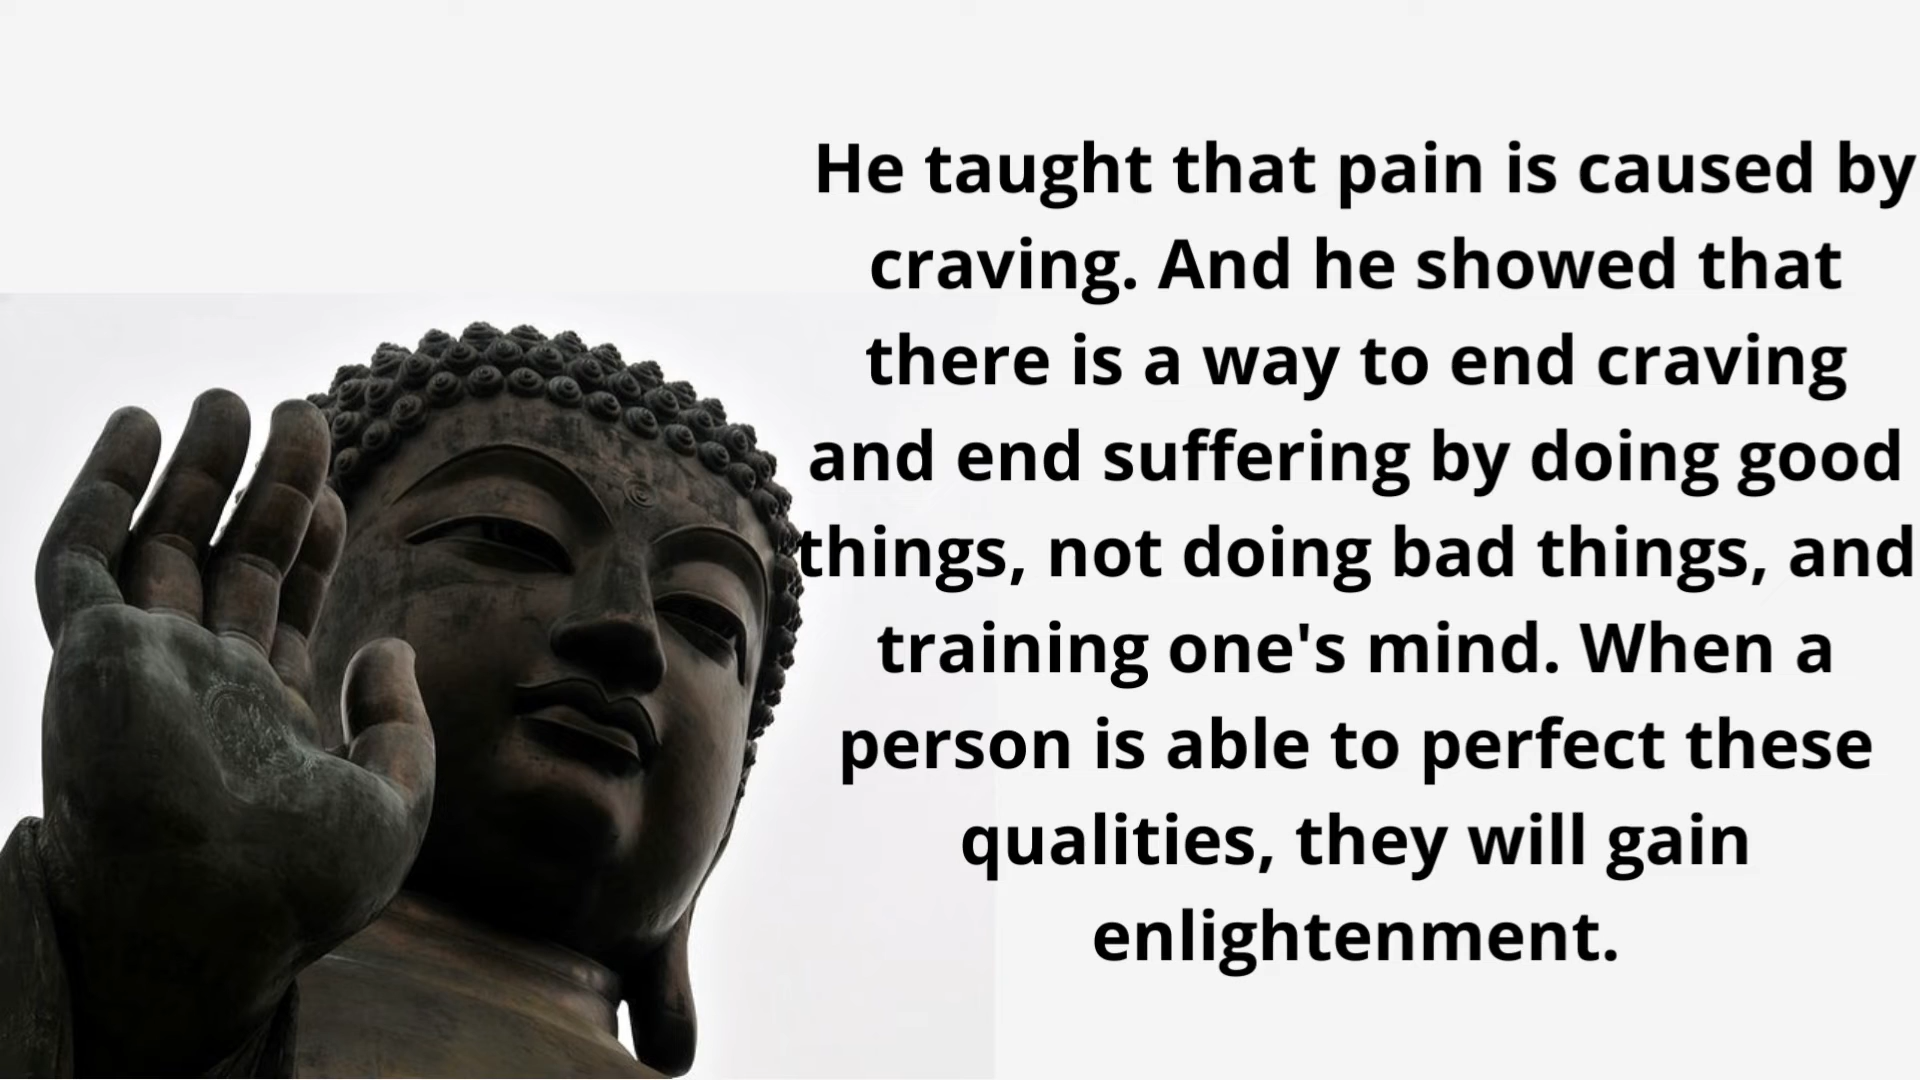 He taught that pain is caused by
craving. And he showed that
there is a way to end craving
and end suffering by doing good
things, not doing bad things, and
training one's mind. When a
person is able to perfect these
qualities, they will gain
enlightenment.